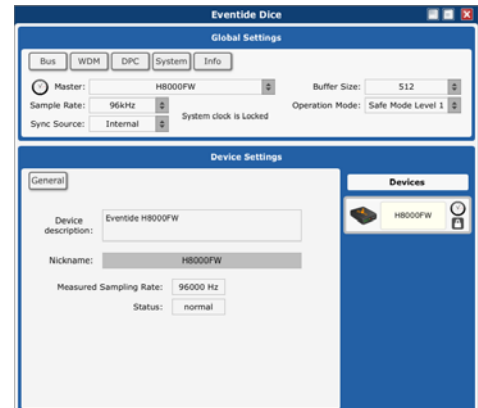 Eventide Dice
Global Settings
Bus WDM DPC System Info
Master: H8000FW Buffer Size: 512
Sample Rate: 96kHz System clock is Locked Operation Mode: Safe Mode Level 1
Sync Source: Internal
Device Settings
General
Devices
Device description: Eventide H8000FW
H8000FW
Nickname: H8000FW
Measured Sampling Rate: 96000 Hz
Status: normal